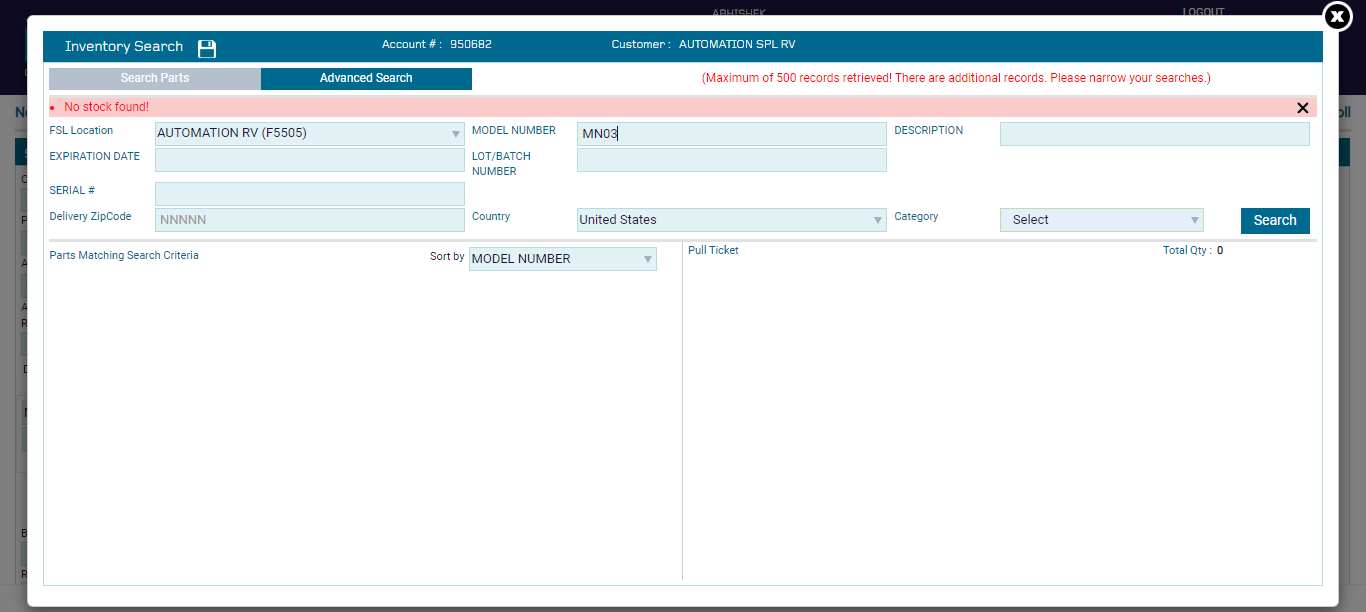 ABHISHEK LOGOUT
Inventory Search Account # : 950682 Customer : AUTOMATION SPL RV
Search Parts Advanced Search (Maximum of 500 records retrieved! There are additional records. Please narrow your searches.)
No stock found!
FSL Location AUTOMATION RV (F5505) MODEL NUMBER MN03 DESCRIPTION
EXPIRATION DATE LOT/BATCH
NUMBER
SERIAL #
Delivery ZipCode NNNNN Country United States Category Select Search
Parts Matching Search Criteria Sort by MODEL NUMBER Pull Ticket Total Qty : 0